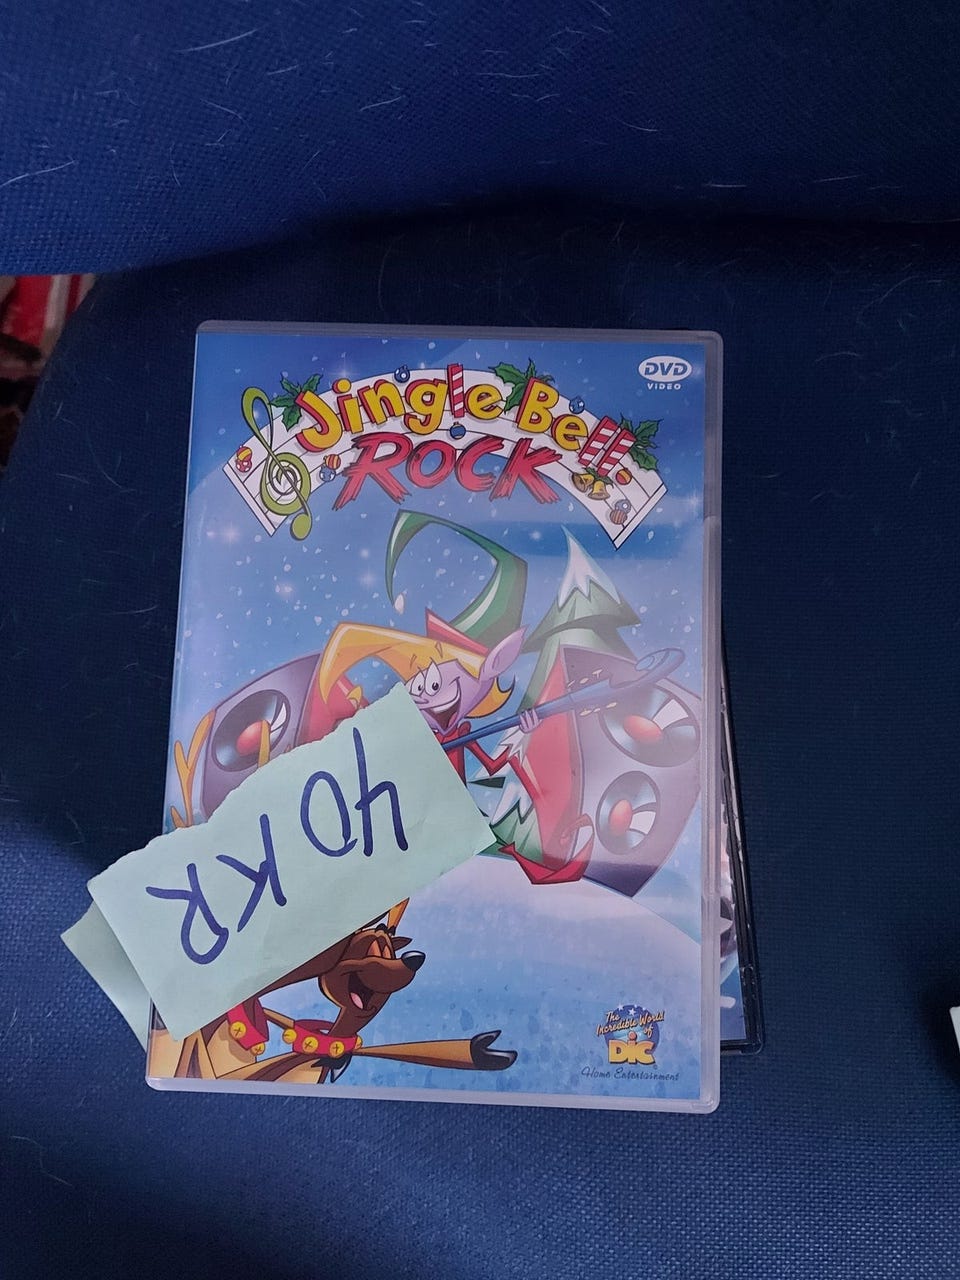 Jingle Bell
ROCK
DVD
VIDEO
40 KR
The
Incredible World
of
DIC
Home Entertainment